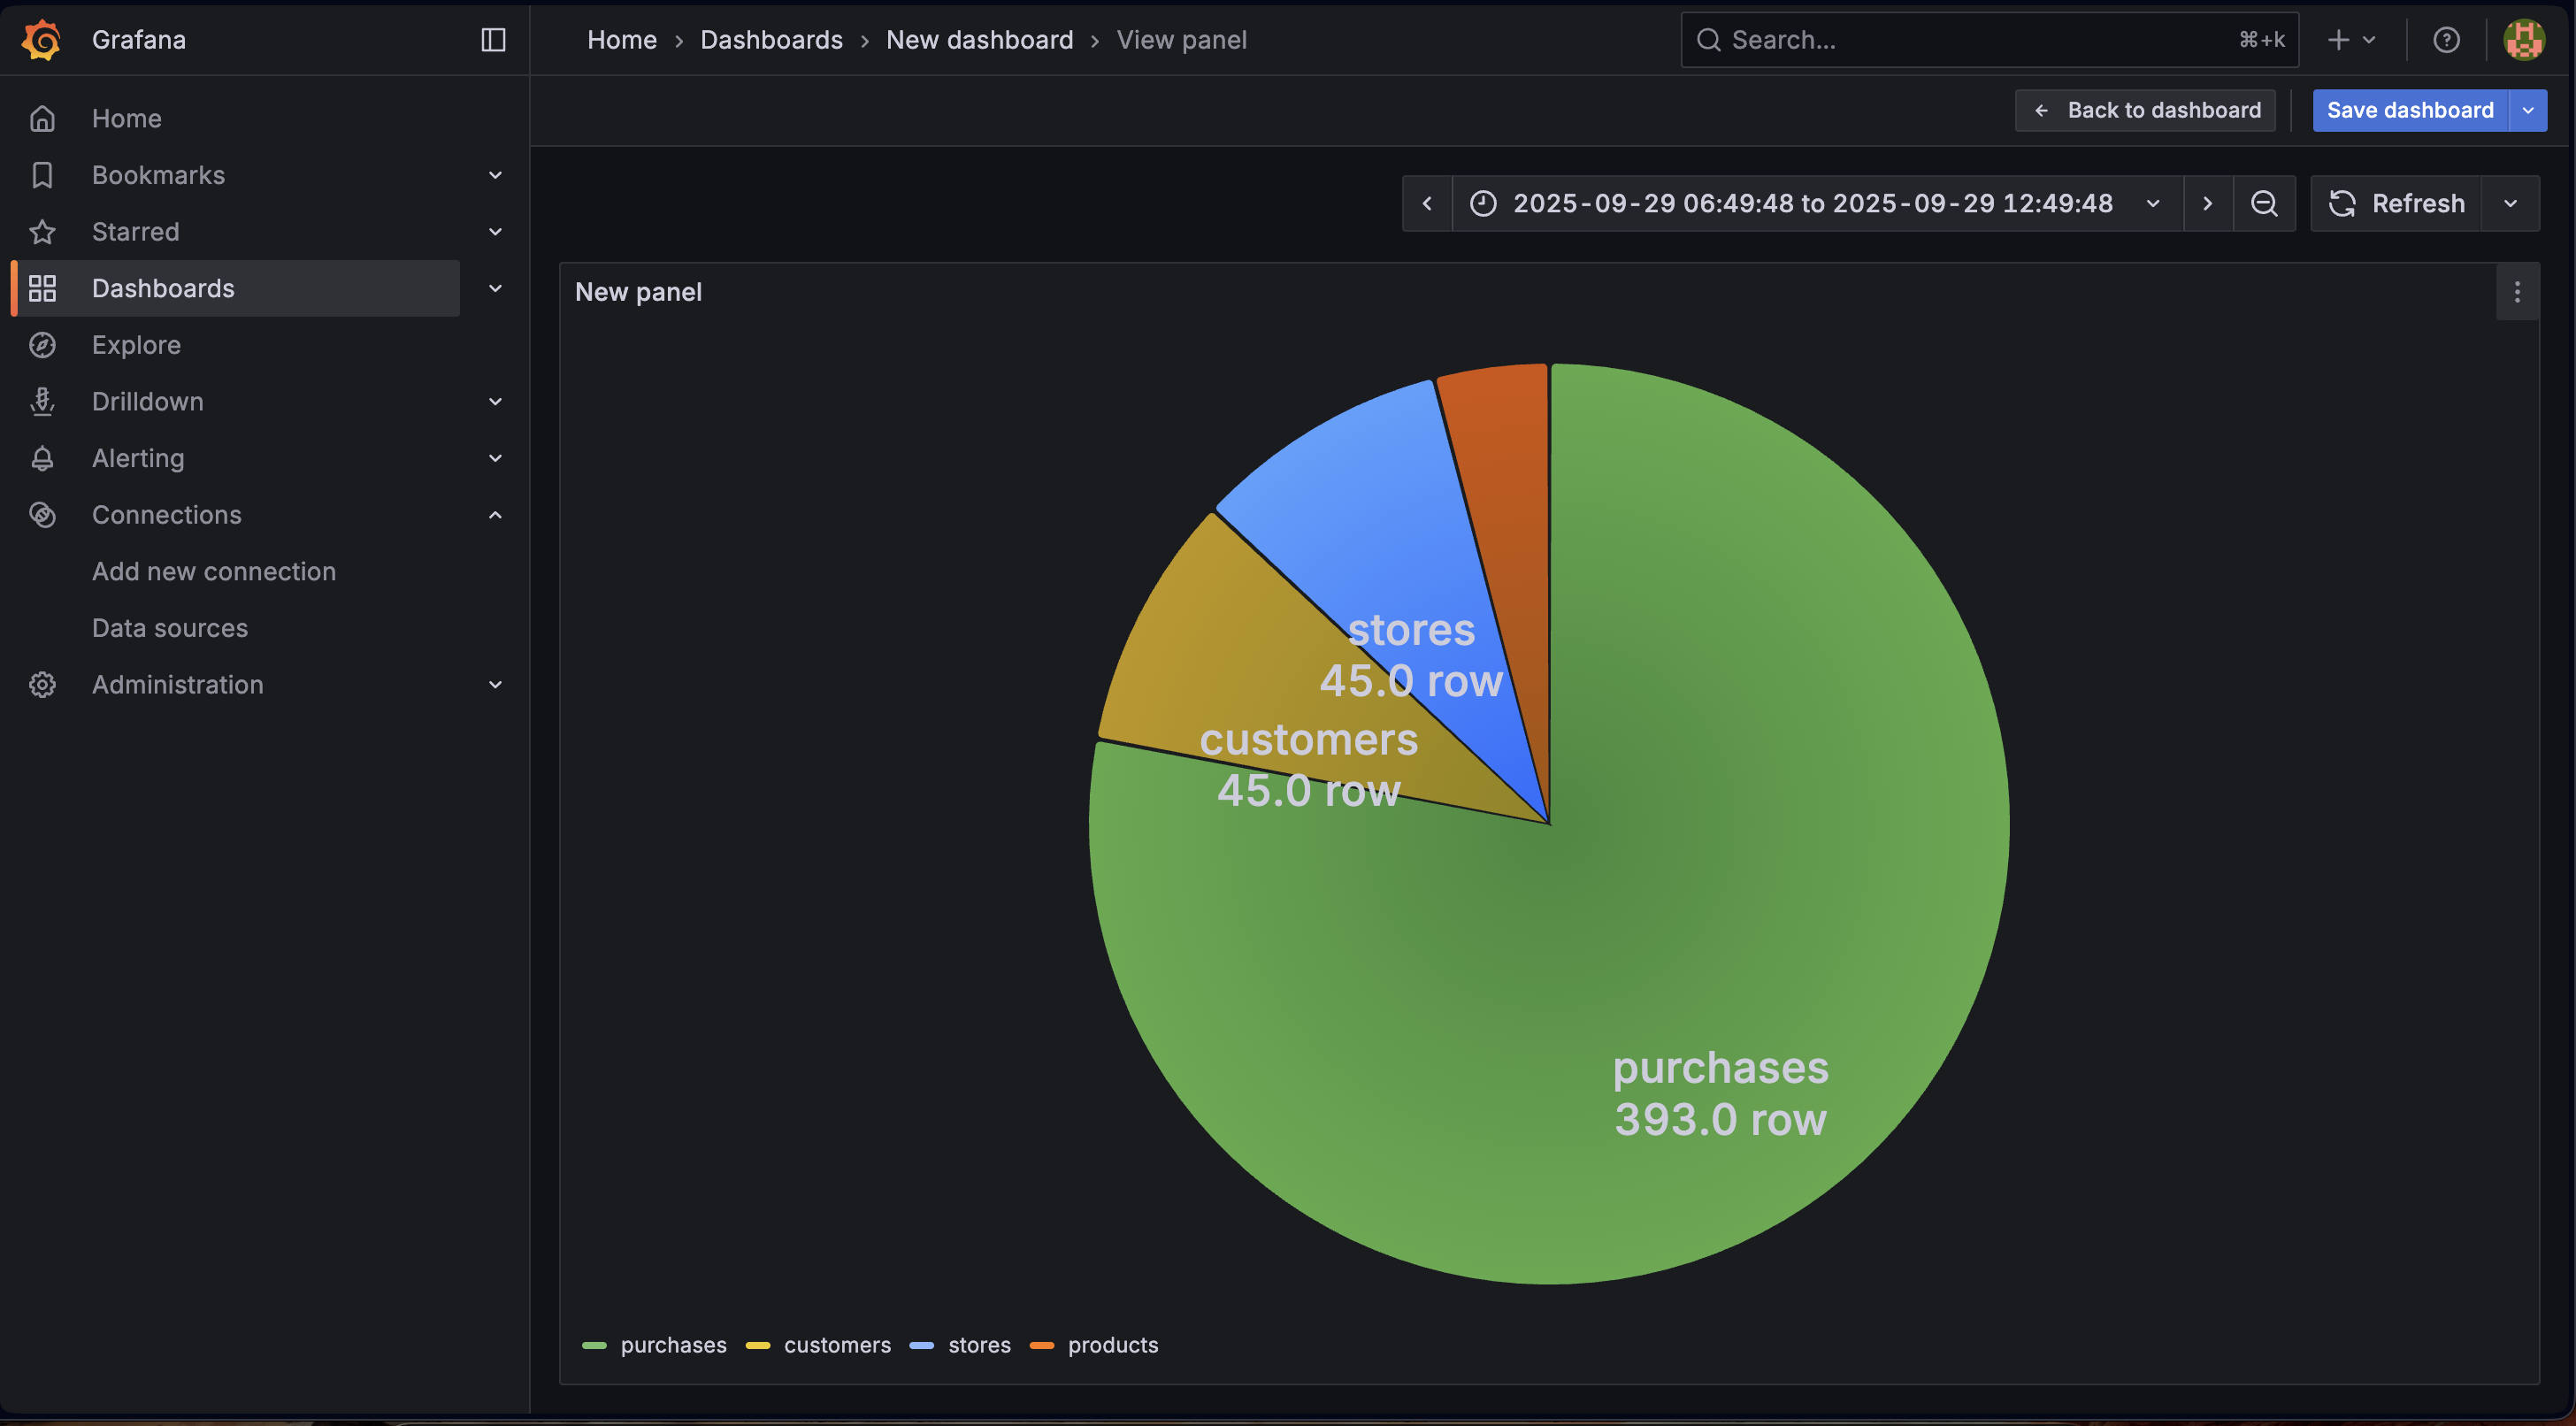 Grafana
Home › Dashboards › New dashboard › View panel
Search...
⌘+k
Home
Bookmarks
Starred
Dashboards
Explore
Drilldown
Alerting
Connections
Add new connection
Data sources
Administration
Back to dashboard
Save dashboard
2025-09-29 06:49:48 to 2025-09-29 12:49:48
Refresh
New panel
stores
45.0 row
customers
45.0 row
purchases
393.0 row
purchases customers stores products